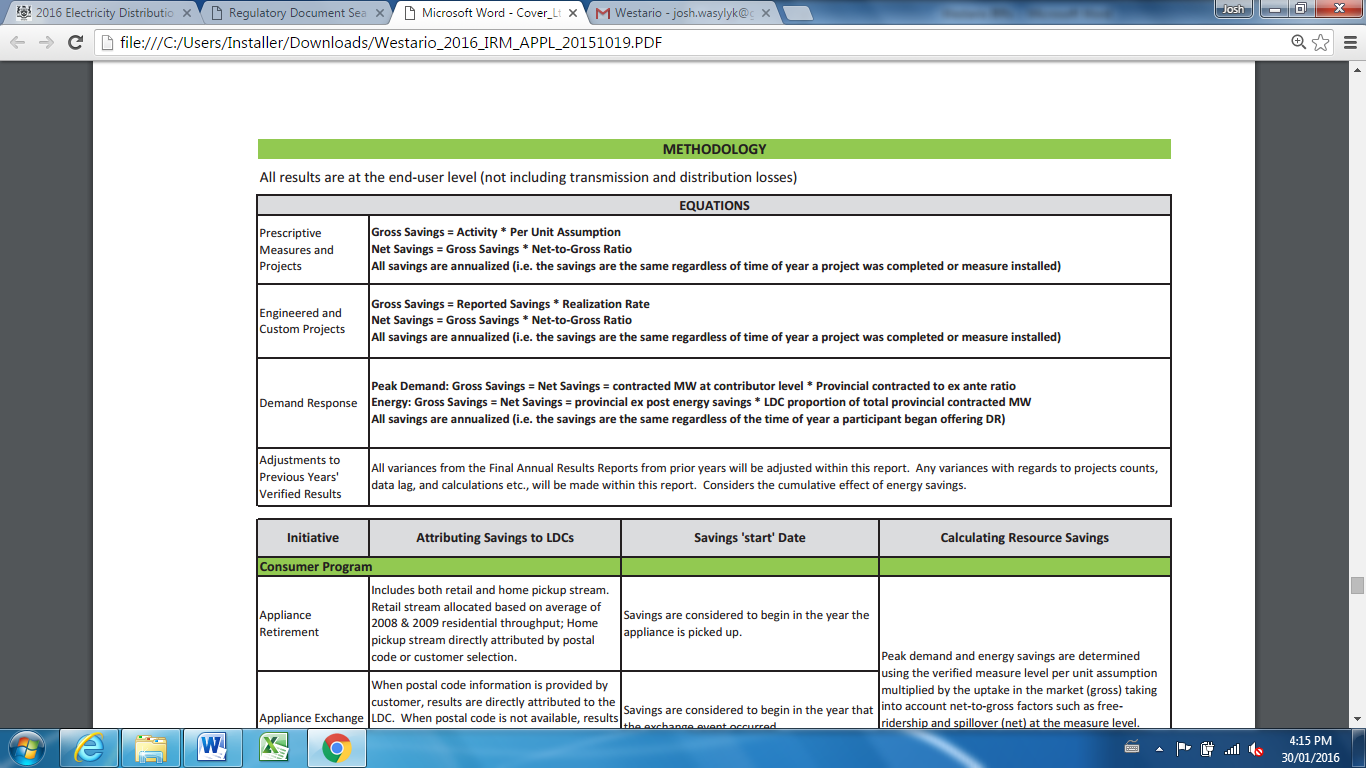 2016 Electricity Distributio
Regulatory Document Sea
Microsoft Word - Cover_Lt
Westario - josh.wasylyk@g
Josh
file:///C:/Users/Installer/Downloads/Westario_2016_IRM_APPL_20151019.PDF
METHODOLOGY
All results are at the end-user level (not including transmission and distribution losses)
EQUATIONS
Prescriptive
Measures and
Projects
Gross Savings = Activity * Per Unit Assumption
Net Savings = Gross Savings * Net-to-Gross Ratio
All savings are annualized (i.e. the savings are the same regardless of time of year a project was completed or measure installed)
Engineered and
Custom Projects
Gross Savings = Reported Savings * Realization Rate
Net Savings = Gross Savings * Net-to-Gross Ratio
All savings are annualized (i.e. the savings are the same regardless of time of year a project was completed or measure installed)
Demand Response
Peak Demand: Gross Savings = Net Savings = contracted MW at contributor level * Provincial contracted to ex ante ratio
Energy: Gross Savings = Net Savings = provincial ex post energy savings * LDC proportion of total provincial contracted MW
All savings are annualized (i.e. the savings are the same regardless of the time of year a participant began offering DR)
Adjustments to
Previous Years'
Verified Results
All variances from the Final Annual Results Reports from prior years will be adjusted within this report.  Any variances with regards to projects counts,
data lag, and calculations etc., will be made within this report.  Considers the cumulative effect of energy savings.
Initiative
Attributing Savings to LDCs
Savings 'start' Date
Calculating Resource Savings
Consumer Program
Appliance
Retirement
Includes both retail and home pickup stream.
Retail stream allocated based on average of
2008 & 2009 residential throughput; Home
pickup stream directly attributed by postal
code or customer selection.
Savings are considered to begin in the year the
appliance is picked up.
Peak demand and energy savings are determined
using the verified measure level per unit assumption
multiplied by the uptake in the market (gross) taking
into account net-to-gross factors such as free-
ridership and spillover (net) at the measure level.
Appliance Exchange
When postal code information is provided by
customer, results are directly attributed to the
LDC.  When postal code is not available, results
Savings are considered to begin in the year that
the exchange event occurred
4:15 PM
30/01/2016